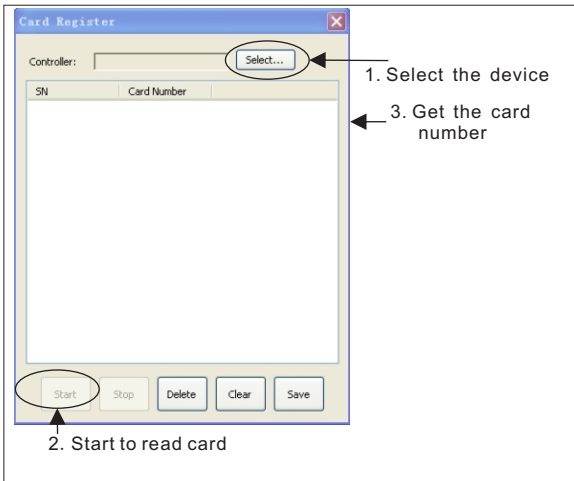 Card Register
Controller:
Select...
1. Select the device
SN Card Number
3. Get the card
number
Start Stop Delete Clear Save
2. Start to read card